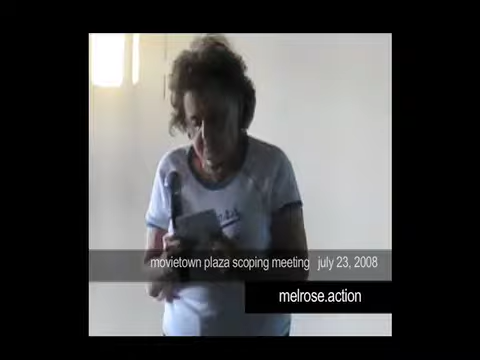 movietown plaza scoping meeting july 23, 2008
melrose.action